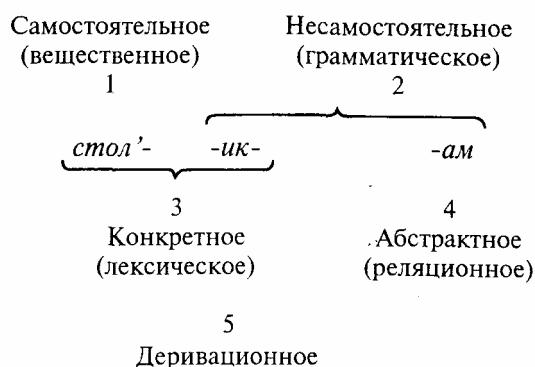 Самостоятельное Несамостоятельное
(вещественное) (грамматическое)
1 2
стол’- -ик- -ам
3 4
Конкретное Абстрактное
(лексическое) (реляционное)
5
Деривационное